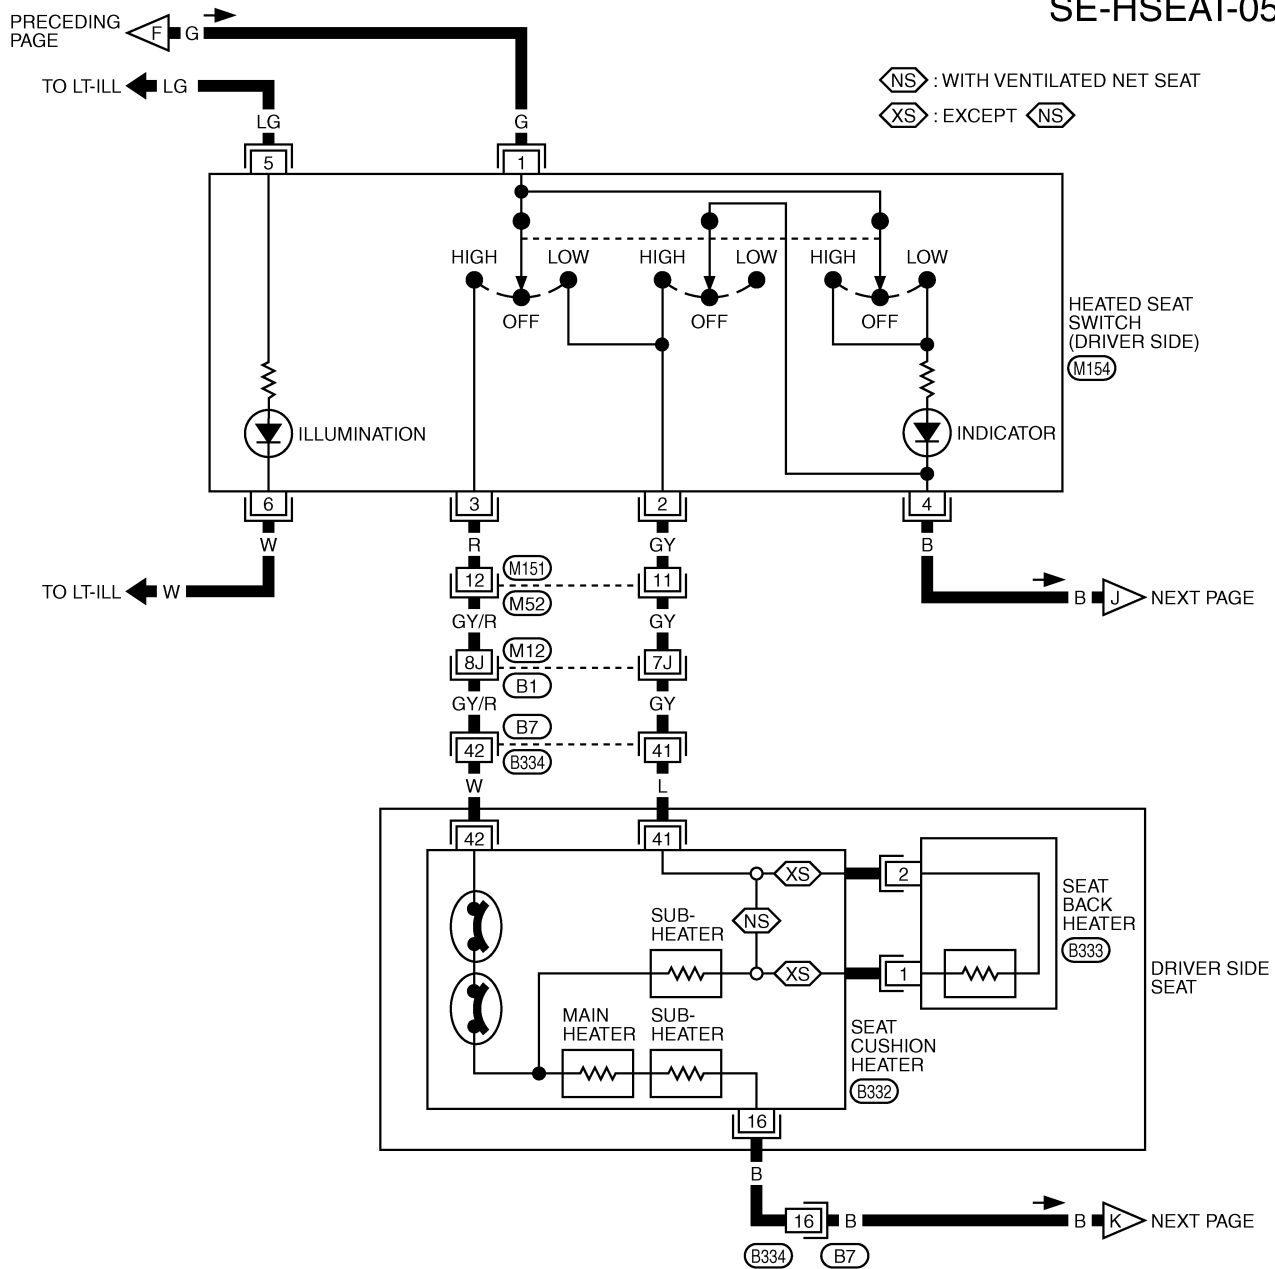 SE-HSEAT-05
PRECEDING
PAGE
F
G
TO LT-ILL
LG
NS : WITH VENTILATED NET SEAT
XS : EXCEPT NS
LG
G
5
1
HIGH
LOW
HIGH
LOW
HIGH
LOW
OFF
OFF
OFF
HEATED SEAT
SWITCH
(DRIVER SIDE)
M154
ILLUMINATION
INDICATOR
6
3
2
4
W
R
GY
B
TO LT-ILL
W
12
M151
M52
11
B
J
NEXT PAGE
GY/R
GY
8J
M12
B1
7J
GY/R
GY
42
B7
B334
41
W
L
42
41
XS
2
NS
SUB-
HEATER
XS
1
SEAT
BACK
HEATER
B333
DRIVER SIDE
SEAT
MAIN
HEATER
SUB-
HEATER
SEAT
CUSHION
HEATER
B332
16
B
16
B
B
K
NEXT PAGE
B334
B7